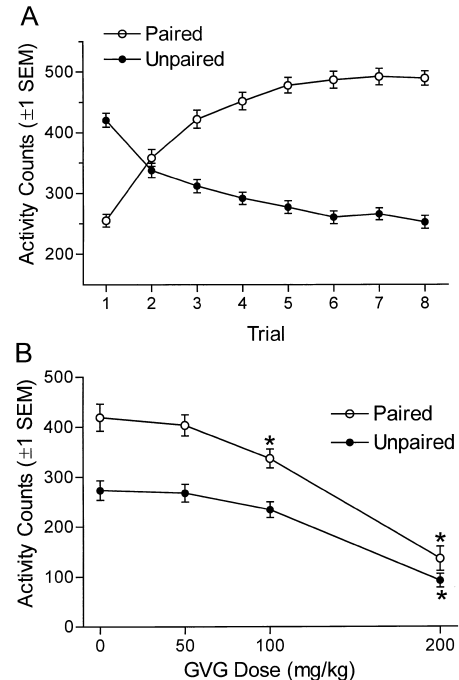 A
Paired
Unpaired
Activity Counts (±1 SEM)
500
400
300
200
1 2 3 4 5 6 7 8
Trial
B
Paired
Unpaired
Activity Counts (±1 SEM)
500
400
300
200
100
0
*
*
*
0 50 100 200
GVG Dose (mg/kg)